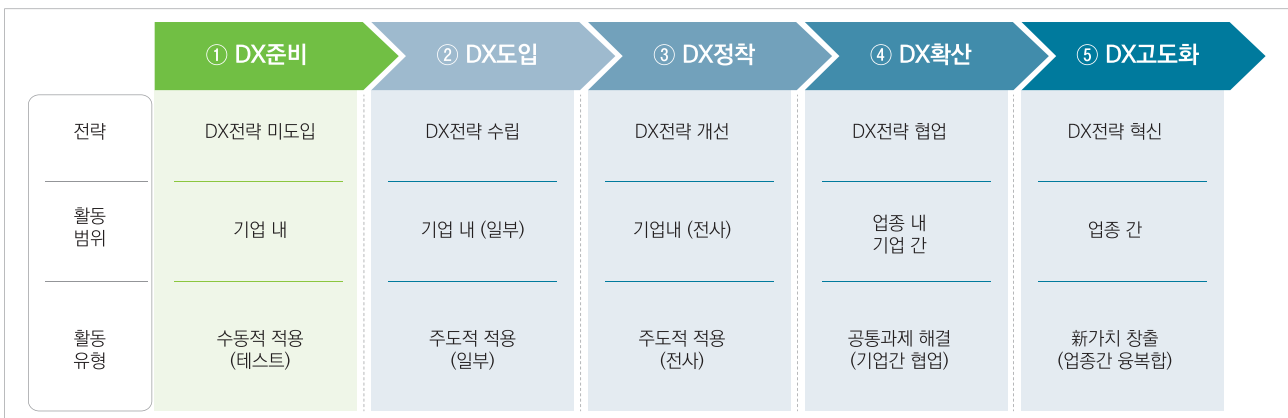 ① DX준비
② DX도입
③ DX정착
④ DX확산
⑤ DX고도화
전략
DX전략 미도입
DX전략 수립
DX전략 개선
DX전략 협업
DX전략 혁신
활동
범위
기업 내
기업 내 (일부)
기업내 (전사)
업종 내
기업 간
업종 간
활동
유형
수동적 적용
(테스트)
주도적 적용
(일부)
주도적 적용
(전사)
공통과제 해결
(기업간 협업)
新가치 창출
(업종간 융복합)